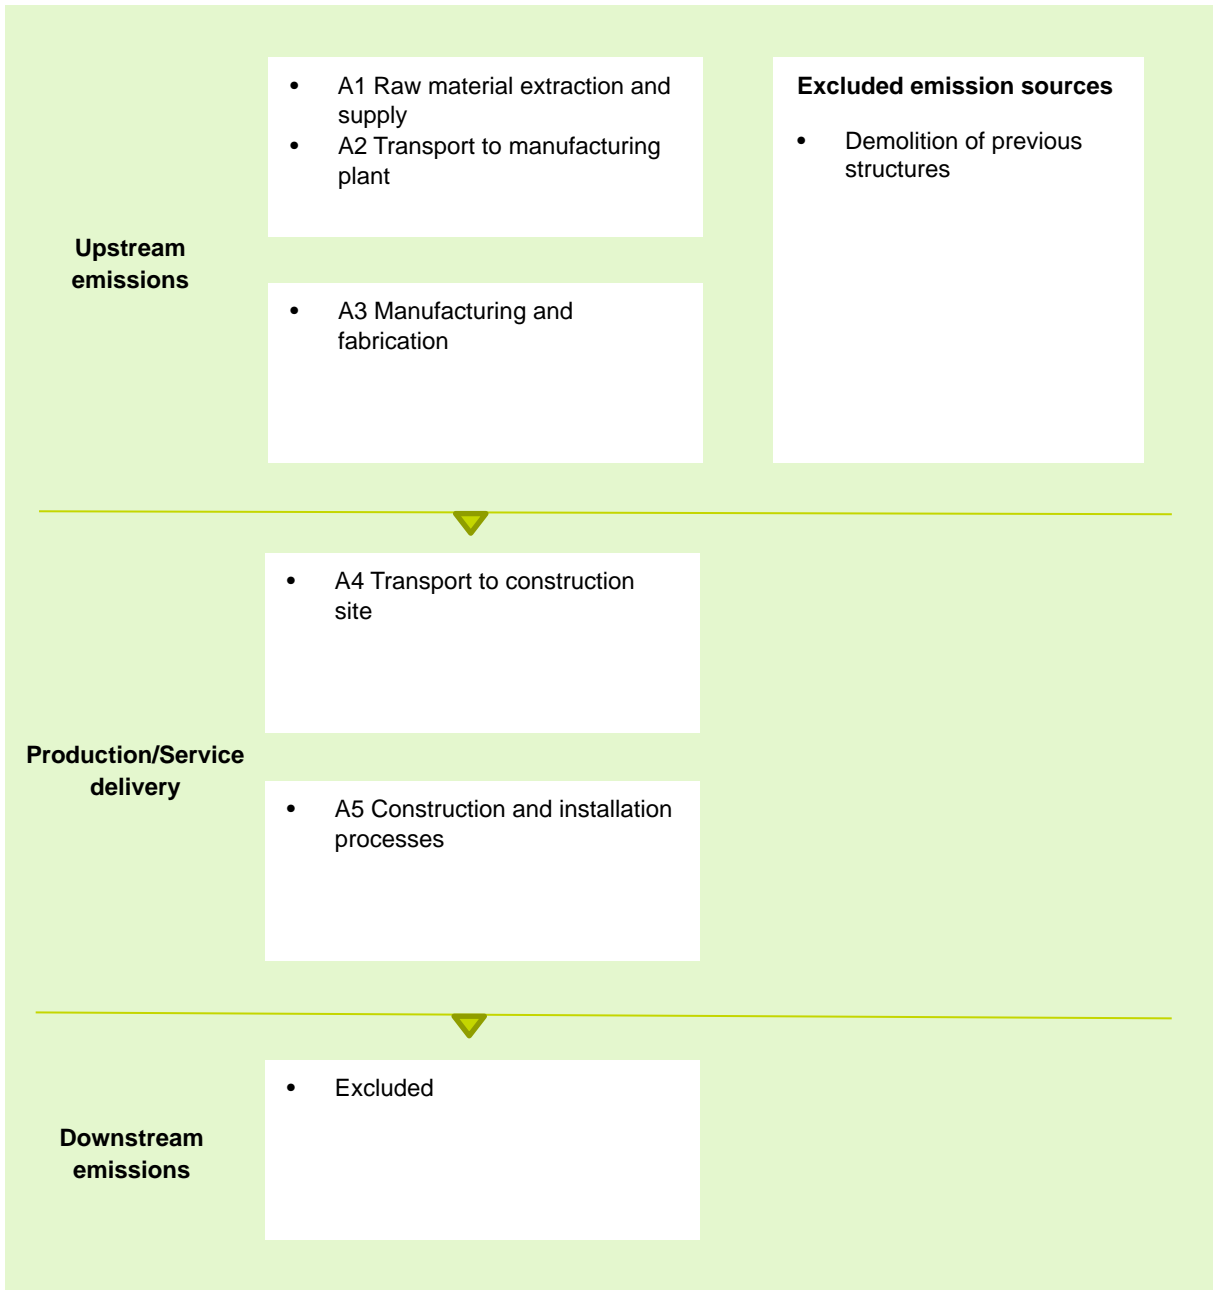 Upstream
emissions
• A1 Raw material extraction and
supply
• A2 Transport to manufacturing
plant
• A3 Manufacturing and
fabrication
Excluded emission sources
• Demolition of previous
structures
Production/Service
delivery
• A4 Transport to construction
site
• A5 Construction and installation
processes
Downstream
emissions
• Excluded